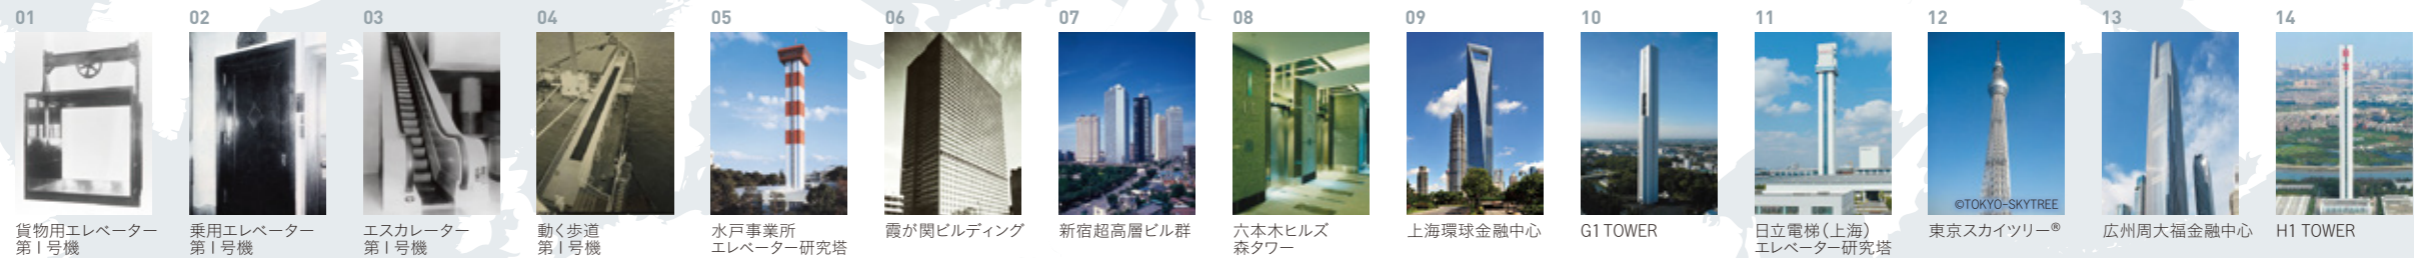 01
貨物用エレベーター
第1号機
02
乗用エレベーター
第1号機
03
エスカレーター
第1号機
04
動く歩道
第1号機
05
水戸事業所
エレベーター研究塔
06
霞が関ビルディング
07
新宿超高層ビル群
08
六本木ヒルズ
森タワー
09
上海環球金融中心
10
G1 TOWER
11
日立電梯（上海）
エレベーター研究塔
12
©TOKYO-SKYTREE
東京スカイツリー®
13
広州周大福金融中心
14
H1 TOWER